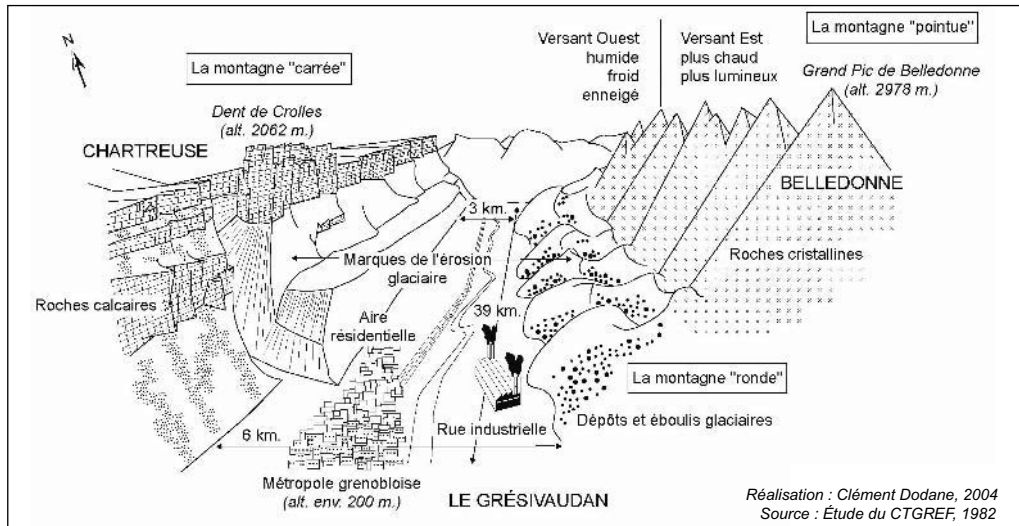 N
La montagne "carrée"
Dent de Crolles
(alt. 2062 m.)
CHARTREUSE
Versant Ouest
humide
froid
enneigé
Versant Est
plus chaud
plus lumineux
La montagne "pointue"
Grand Pic de Belledonne
(alt. 2978 m.)
BELLEDONNE
3 km.
Marques de l'érosion
glaciaire
Roches cristallines
Roches calcaires
Aire
résidentielle
39 km.
La montagne "ronde"
Dépôts et éboulis glaciaires
Rue industrielle
6 km.
Métropole grenobloise
(alt. env. 200 m.)
LE GRÉSIVAUDAN
Réalisation : Clément Dodane, 2004
Source : Étude du CTGREF, 1982